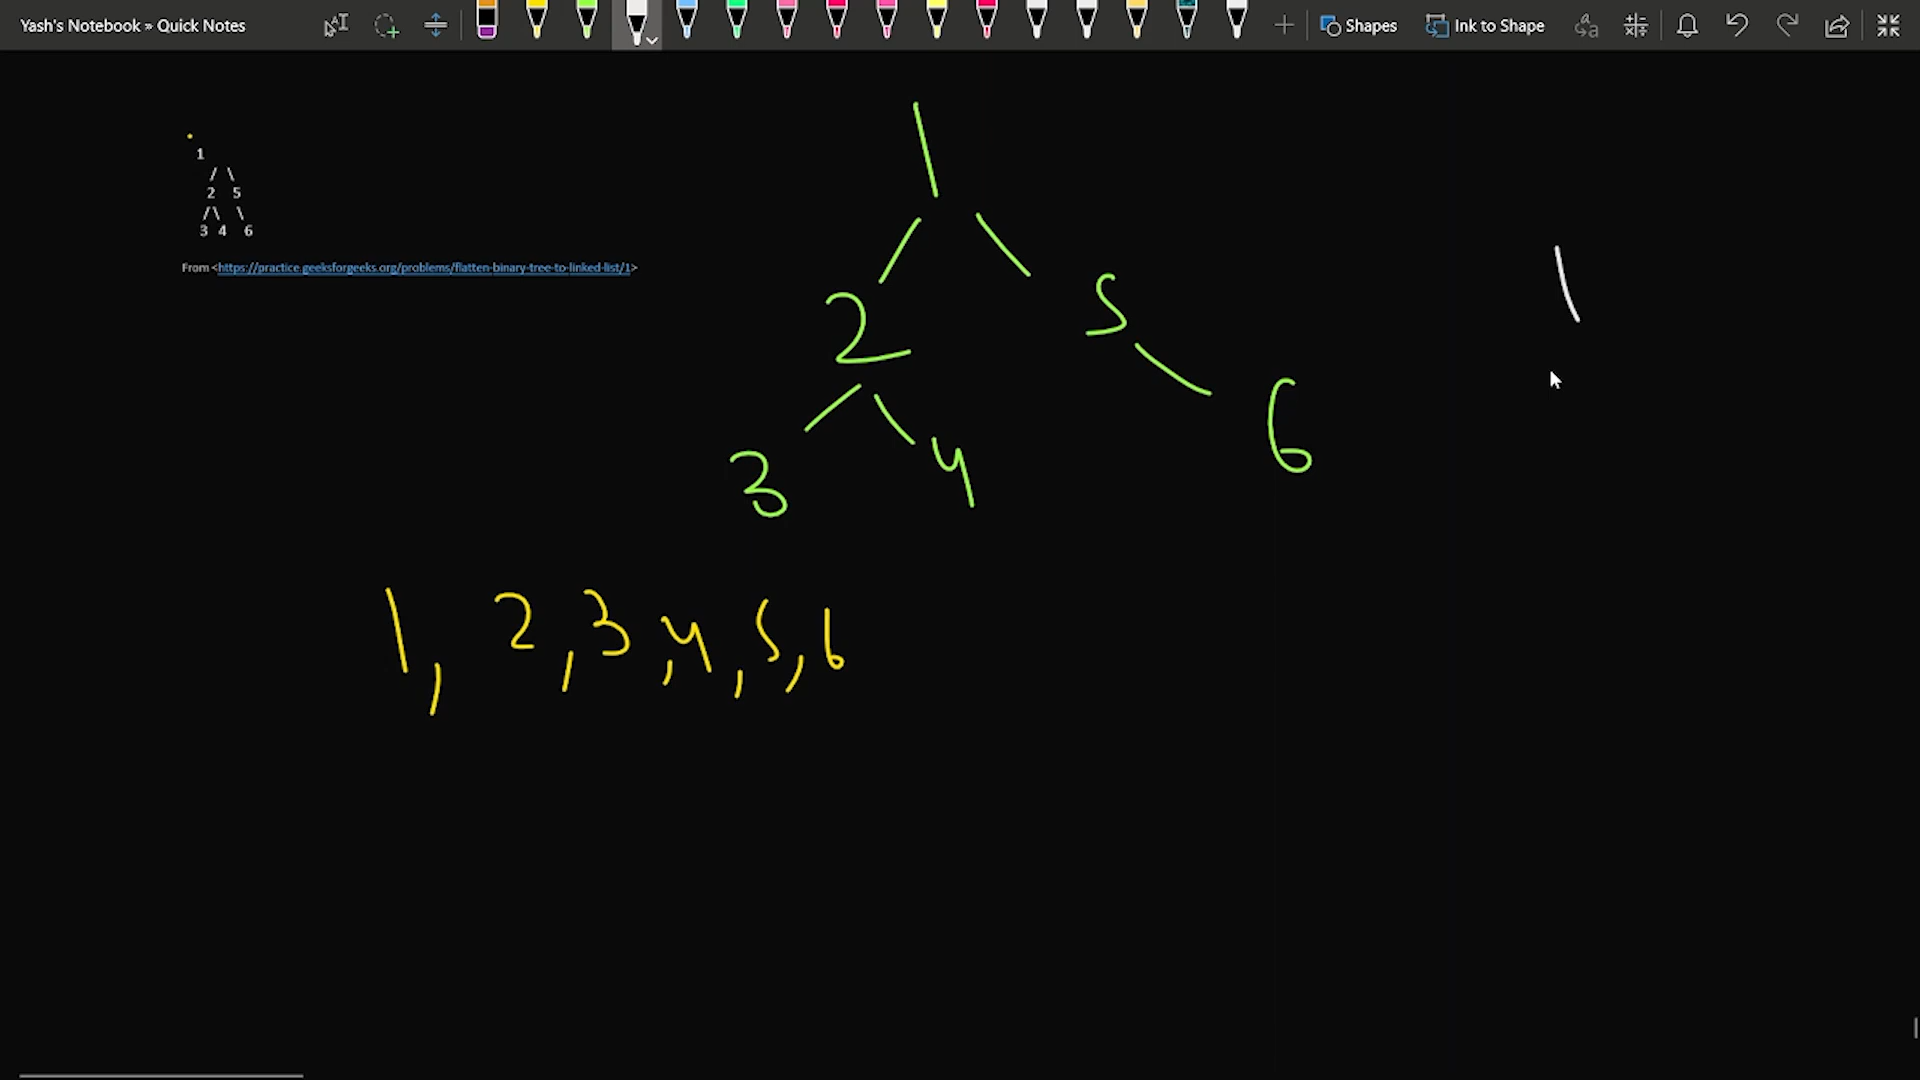 Yash's Notebook » Quick Notes
Shapes
Ink to Shape
1
/ \
2 5
/\ \
3 4 6
From <https://practice.geeksforgeeks.org/problems/flatten-binary-tree-to-linked-list/1>
1
2 5
3 4 6
1
1, 2, 3, 4, 5, 6